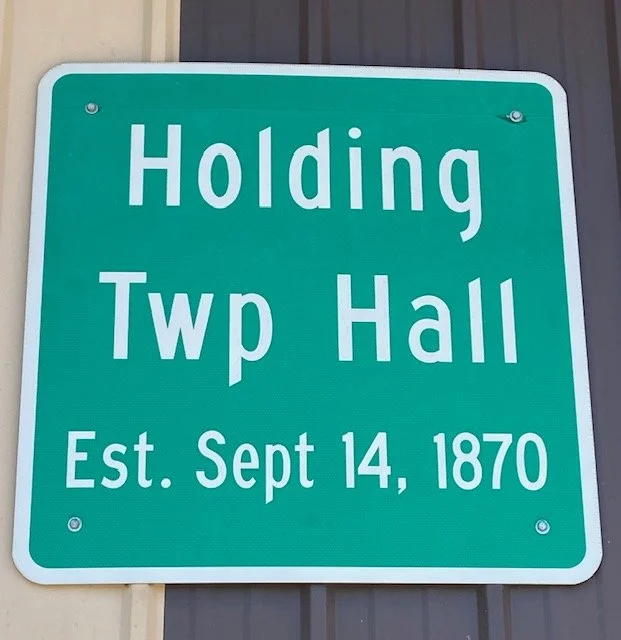 Holding
Twp Hall
Est. Sept 14, 1870